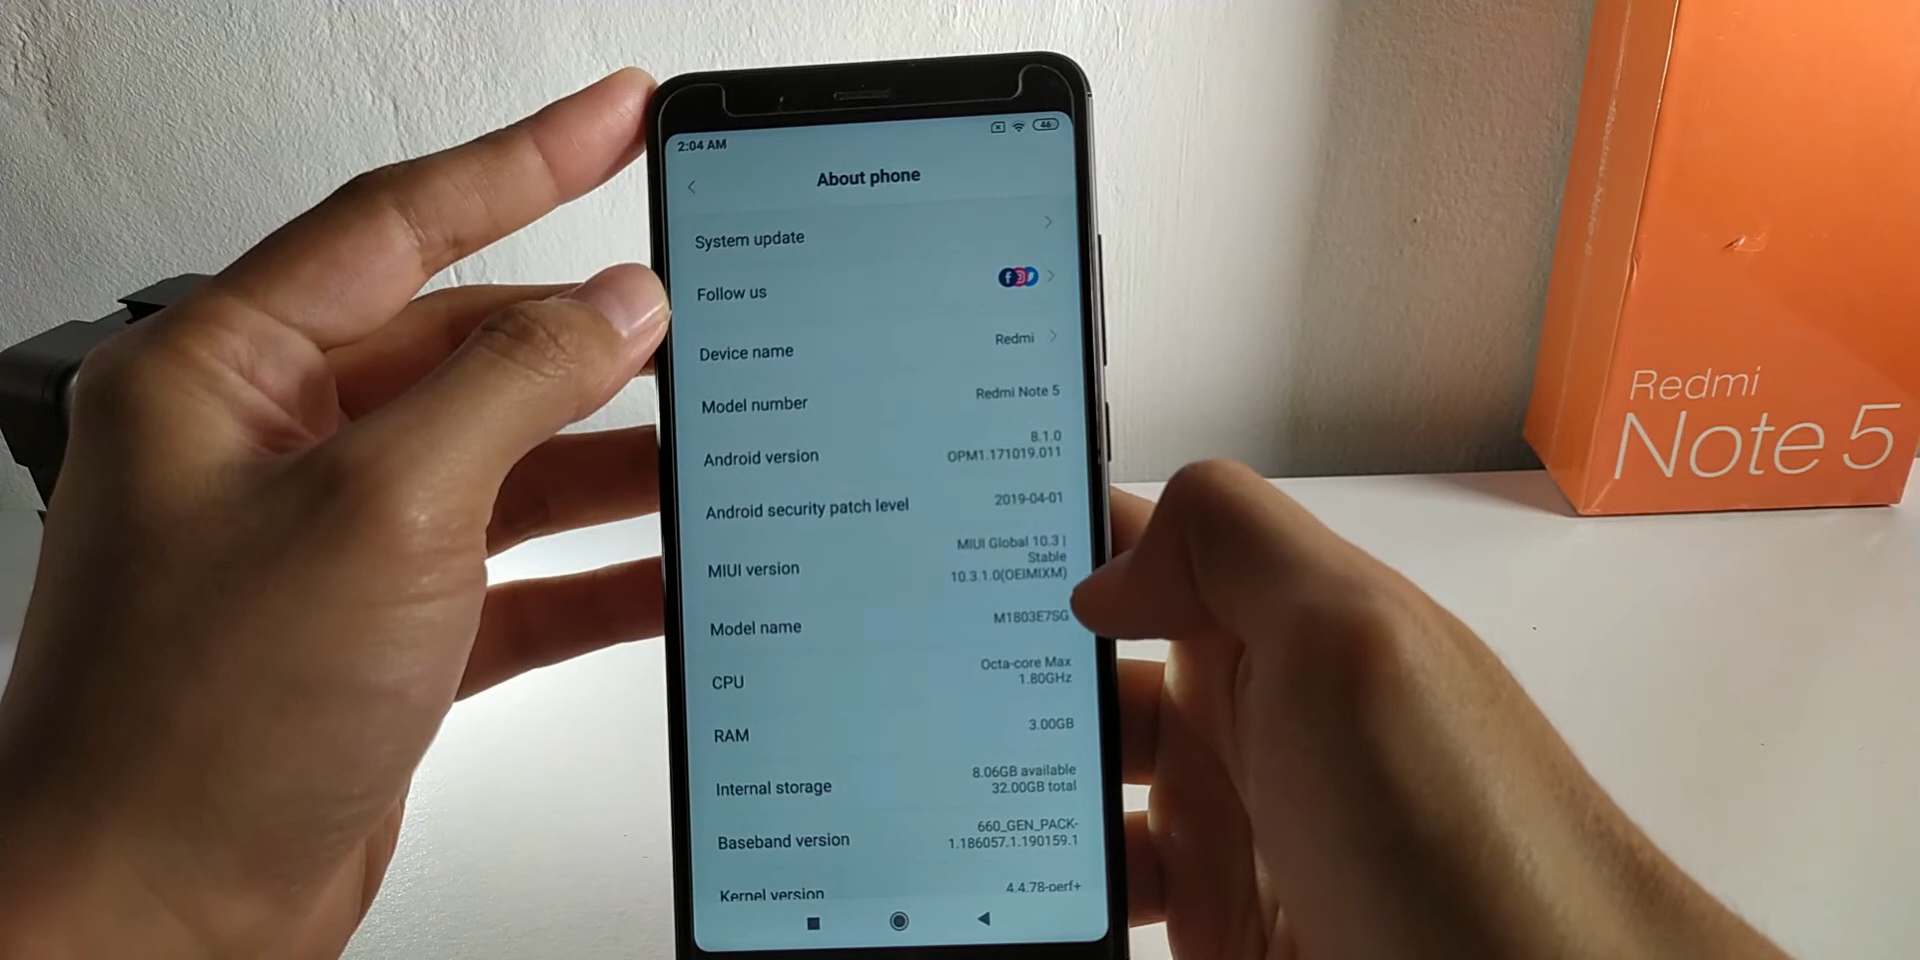 2:04 AM
46
About phone
System update
Follow us
Device name
Redmi
Model number
Redmi Note 5
Android version
8.1.0
OPM1.171019.011
Android security patch level
2019-04-01
MIUI version
MIUI Global 10.3 |
Stable
10.3.1.0(OEIMIXM)
Model name
M1803E7SG
CPU
Octa-core Max
1.80GHz
RAM
3.00GB
Internal storage
8.06GB available
32.00GB total
Baseband version
660_GEN_PACK-
1.186057.1.190159.1
Kernel version
4.4.78-perf+
Redmi
Note 5